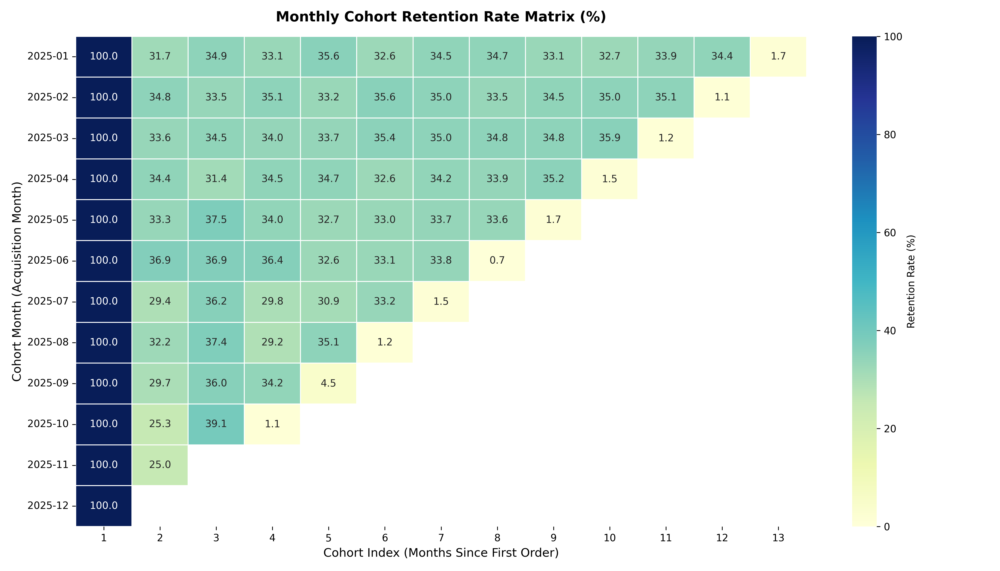 Monthly Cohort Retention Rate Matrix (%)
Cohort Month (Acquisition Month)
2025-01 100.0 31.7 34.9 33.1 35.6 32.6 34.5 34.7 33.1 32.7 33.9 34.4 1.7
2025-02 100.0 34.8 33.5 35.1 33.2 35.6 35.0 33.5 34.5 35.0 35.1 1.1
2025-03 100.0 33.6 34.5 34.0 33.7 35.4 35.0 34.8 34.8 35.9 1.2
2025-04 100.0 34.4 31.4 34.5 34.7 32.6 34.2 33.9 35.2 1.5
2025-05 100.0 33.3 37.5 34.0 32.7 33.0 33.7 33.6 1.7
2025-06 100.0 36.9 36.9 36.4 32.6 33.1 33.8 0.7
2025-07 100.0 29.4 36.2 29.8 30.9 33.2 1.5
2025-08 100.0 32.2 37.4 29.2 35.1 1.2
2025-09 100.0 29.7 36.0 34.2 4.5
2025-10 100.0 25.3 39.1 1.1
2025-11 100.0 25.0
2025-12 100.0
1 2 3 4 5 6 7 8 9 10 11 12 13
Cohort Index (Months Since First Order)
100
80
60
40
20
0
Retention Rate (%)